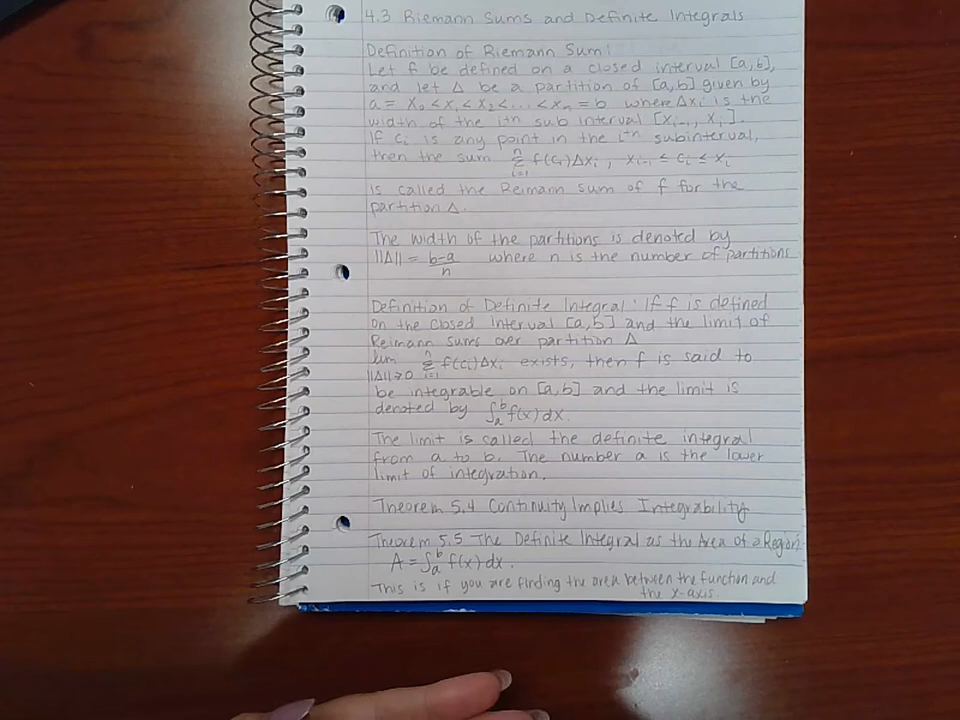 4.3 Riemann Sums and Definite Integrals
Definition of Riemann Sum:
Let f be defined on a closed interval [a,b],
and let Δ be a partition of [a,b] given by
a = x₀ < x₁ < x₂ < ... < xₙ = b where Δxᵢ is the
width of the ith sub interval [xᵢ₋₁, xᵢ].
If cᵢ is any point in the iᵗʰ subinterval,
then the sum Σᵢ₌₁ⁿ f(cᵢ)Δxᵢ, xᵢ₋₁ ≤ cᵢ ≤ xᵢ
is called the Reimann sum of f for the
partition Δ.
The width of the partitions is denoted by
||Δ|| = (b-a)/n where n is the number of partitions
Definition of Definite Integral: If f is defined
on the closed interval [a,b] and the limit of
Reimann sums over partition Δ
lim ||Δ||→0 Σᵢ₌₁ⁿ f(cᵢ)Δxᵢ exists, then f is said to
be integrable on [a,b] and the limit is
denoted by ∫ₐᵇ f(x) dx.
The limit is called the definite integral
from a to b. The number a is the lower
limit of integration.
Theorem 5.4 Continuity Implies Integrability
Theorem 5.5 The Definite Integral as the Area of a Region
A = ∫ₐᵇ f(x) dx.
This is if you are finding the area between the function and
the x-axis.